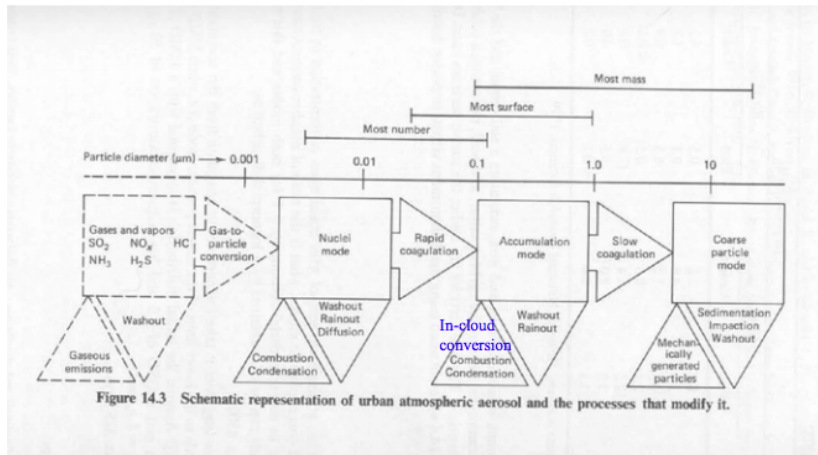 Most mass
Most surface
Most number
Particle diameter (μm) → 0.001 0.01 0.1 1.0 10
Gases and vapors
SO₂ NOₓ HC
NH₃ H₂S
Gas-to-
particle
conversion
Nuclei
mode
Rapid
coagulation
Accumulation
mode
Slow
coagulation
Coarse
particle
mode
Gaseous
emissions
Washout
Combustion
Condensation
Washout
Rainout
Diffusion
In-cloud
conversion
Combustion
Condensation
Washout
Rainout
Mechan-
ically
generated
particles
Sedimentation
Impaction
Washout
Figure 14.3 Schematic representation of urban atmospheric aerosol and the processes that modify it.